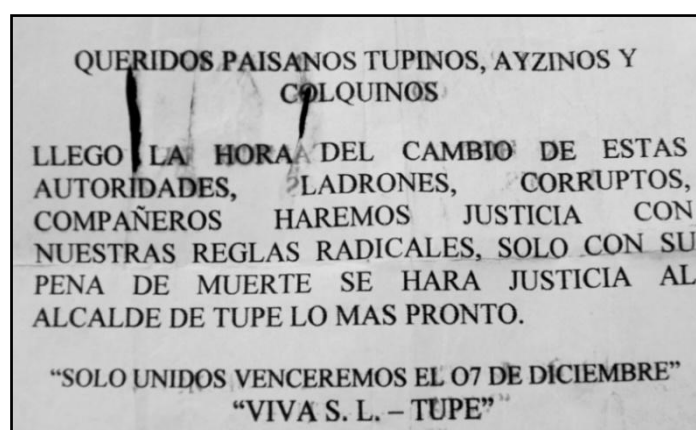 QUERIDOS PAISANOS TUPINOS, AYZINOS Y
COLQUINOS
LLEGO LA HORA DEL CAMBIO DE ESTAS
AUTORIDADES, LADRONES, CORRUPTOS,
COMPAÑEROS HAREMOS JUSTICIA CON
NUESTRAS REGLAS RADICALES, SOLO CON SU
PENA DE MUERTE SE HARA JUSTICIA AL
ALCALDE DE TUPE LO MAS PRONTO.
“SOLO UNIDOS VENCEREMOS EL O7 DE DICIEMBRE”
“VIVA S. L. – TUPE”